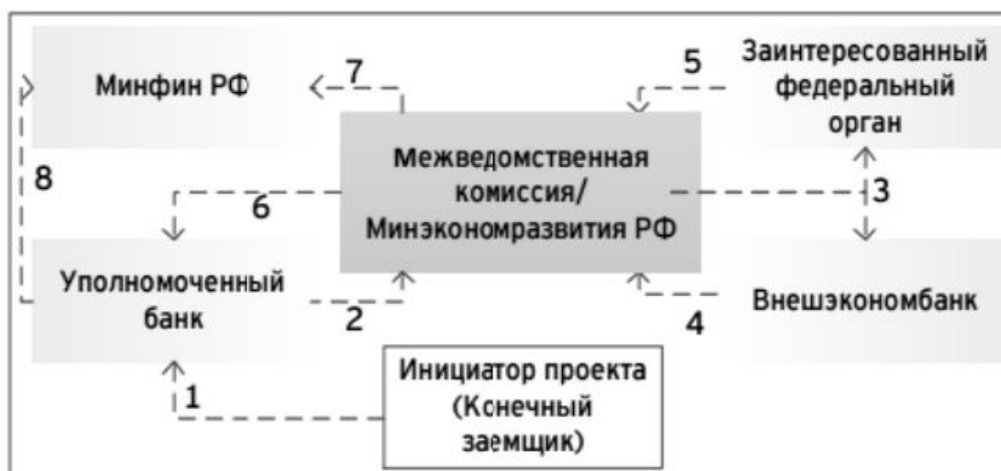 Минфин РФ
7
5
Заинтересованный
федеральный
орган
8
Межведомственная
комиссия/
Минэкономразвития РФ
3
6
Уполномоченный
банк
2
4
Внешэкономбанк
1
Инициатор проекта
(Конечный
заемщик)